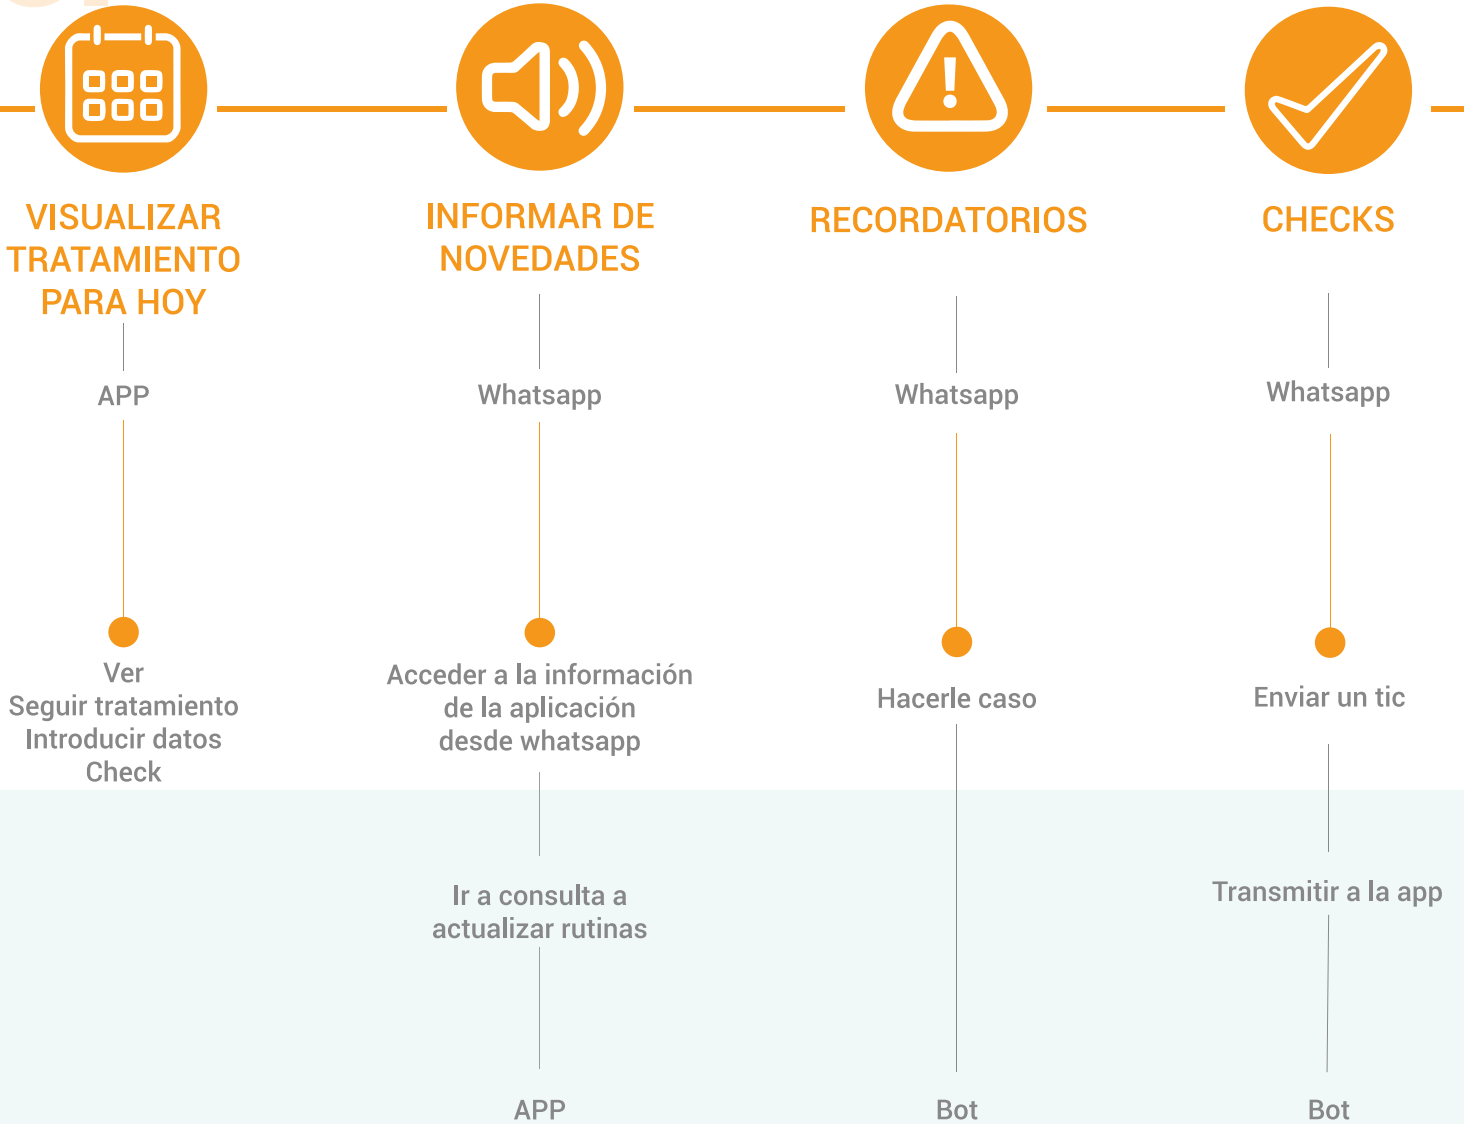 VISUALIZAR
TRATAMIENTO
PARA HOY
APP
Ver
Seguir tratamiento
Introducir datos
Check
INFORMAR DE
NOVEDADES
Whatsapp
Acceder a la información
de la aplicación
desde whatsapp
Ir a consulta a
actualizar rutinas
APP
RECORDATORIOS
Whatsapp
Hacerle caso
Bot
CHECKS
Whatsapp
Enviar un tic
Transmitir a la app
Bot